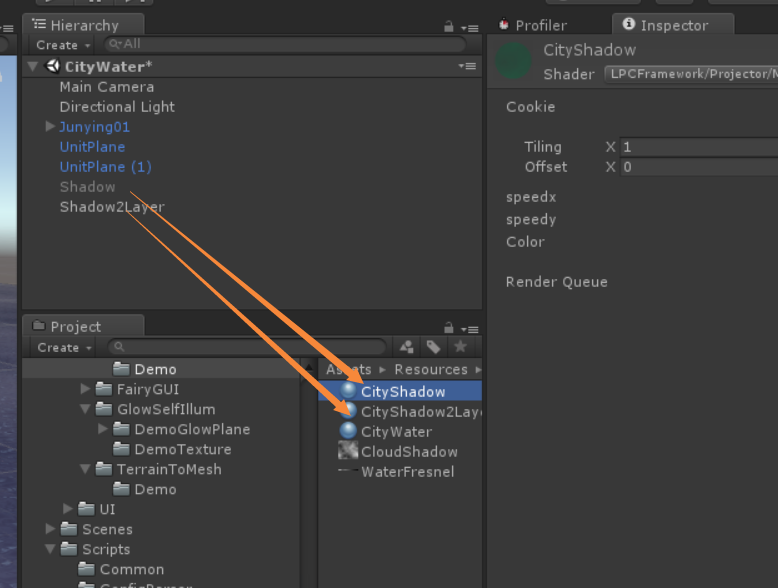 Hierarchy
Create
All
CityWater*
Main Camera
Directional Light
Junying01
UnitPlane
UnitPlane (1)
Shadow
Shadow2Layer
Project
Create
Demo
FairyGUI
GlowSelfIllum
DemoGlowPlane
DemoTexture
TerrainToMesh
Demo
UI
Scenes
Scripts
Common
Assets
Resources
CityShadow
CityShadow2Laye
CityWater
CloudShadow
WaterFresnel
Profiler
Inspector
CityShadow
Shader
LPCFramework/Projector/
Cookie
Tiling X 1
Offset X 0
speedx
speedy
Color
Render Queue